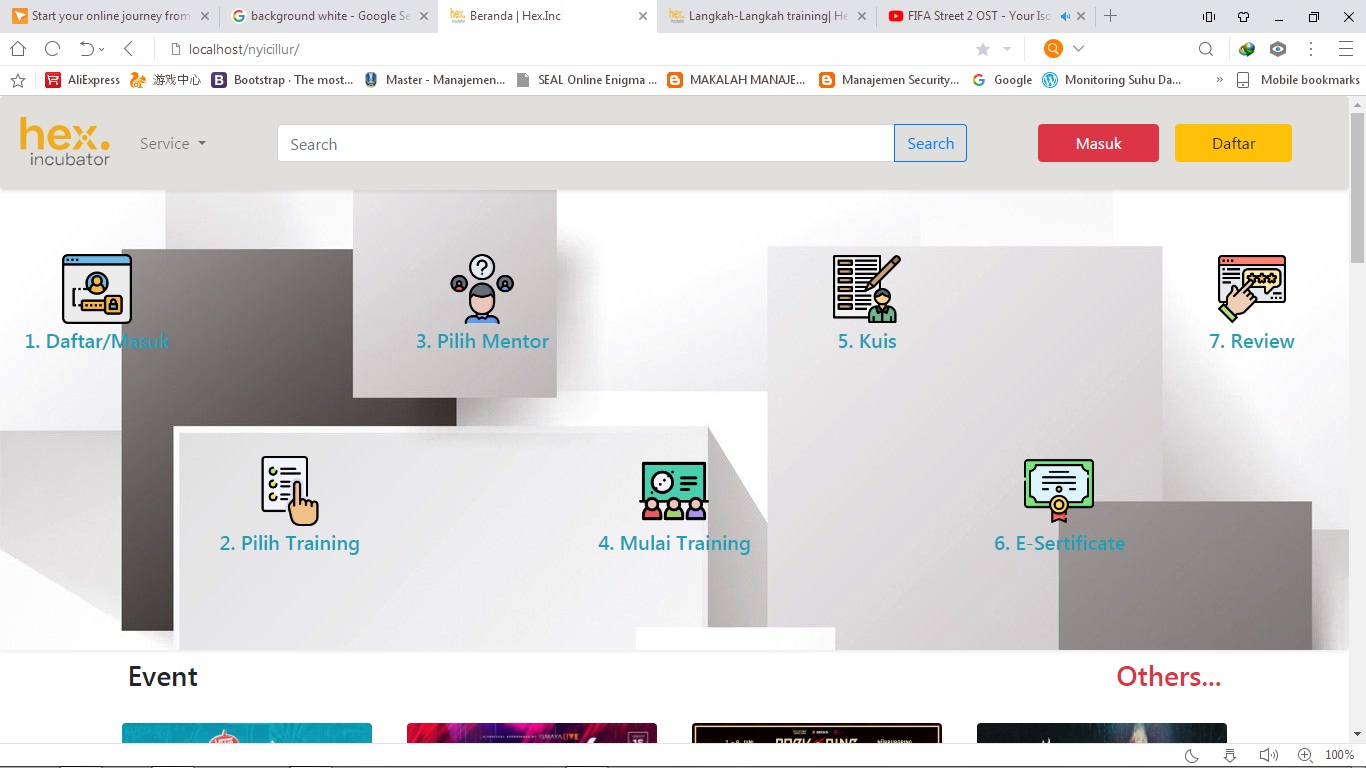 Start your online journey from
background white - Google Se
Beranda | Hex.Inc
Langkah-Langkah training| He
FIFA Street 2 OST - Your Iso
localhost/nyicillur/
AliExpress
游戏中心
Bootstrap · The most...
Master - Manajemen...
SEAL Online Enigma ...
MAKALAH MANAJE...
Manajemen Security...
Google
Monitoring Suhu Da...
»
Mobile bookmarks
hex.
incubator
Service
Search
Search
Masuk
Daftar
1. Daftar/Masuk
3. Pilih Mentor
5. Kuis
7. Review
2. Pilih Training
4. Mulai Training
6. E-Sertificate
Event
Others...
ISMAYALIVE
100%